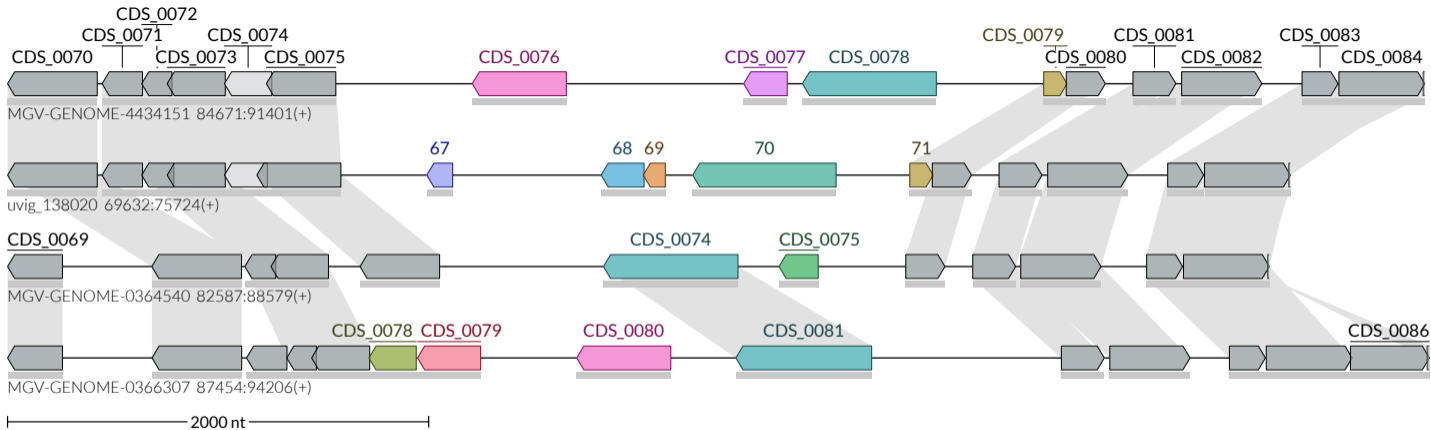 CDS_0072
CDS_0071 CDS_0074 CDS_0079 CDS_0081 CDS_0083
CDS_0070 CDS_0073 CDS_0075 CDS_0076 CDS_0077 CDS_0078 CDS_0080 CDS_0082 CDS_0084
MGV-GENOME-4434151 84671:91401(+)
67 68 69 70 71
uvig_138020 69632:75724(+)
CDS_0069 CDS_0074 CDS_0075
MGV-GENOME-0364540 82587:88579(+)
CDS_0078 CDS_0079 CDS_0080 CDS_0081 CDS_0086
MGV-GENOME-0366307 87454:94206(+)
2000 nt